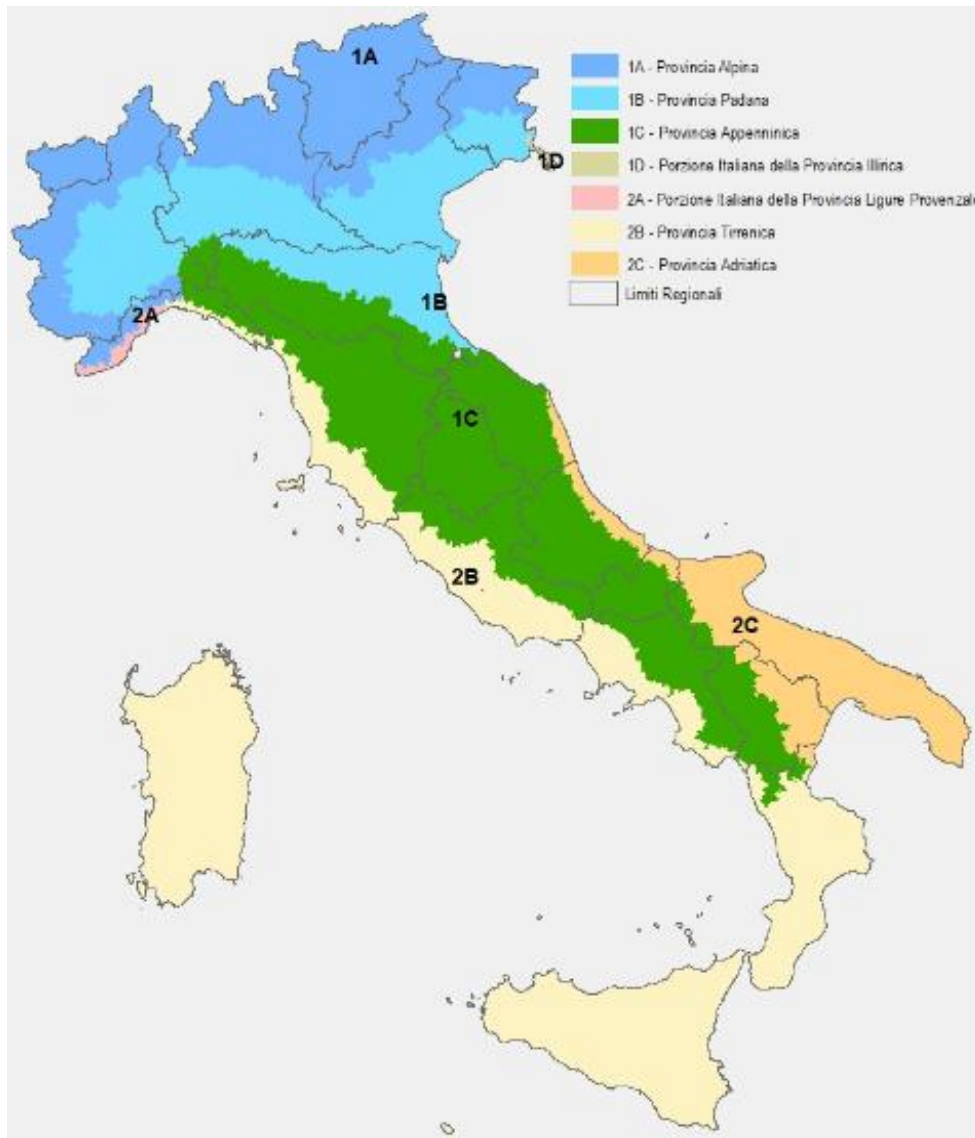 1A
1A - Provincia Alpina
1B - Provincia Padana
1C - Provincia Appenninica
1D - Porzione Italiana della Provincia Illirica
2A - Porzione Italiana della Provincia Ligure Provenzale
2B - Provincia Tirrenica
2C - Provincia Adriatica
Limiti Regionali
1D
1B
2A
1C
2B
2C